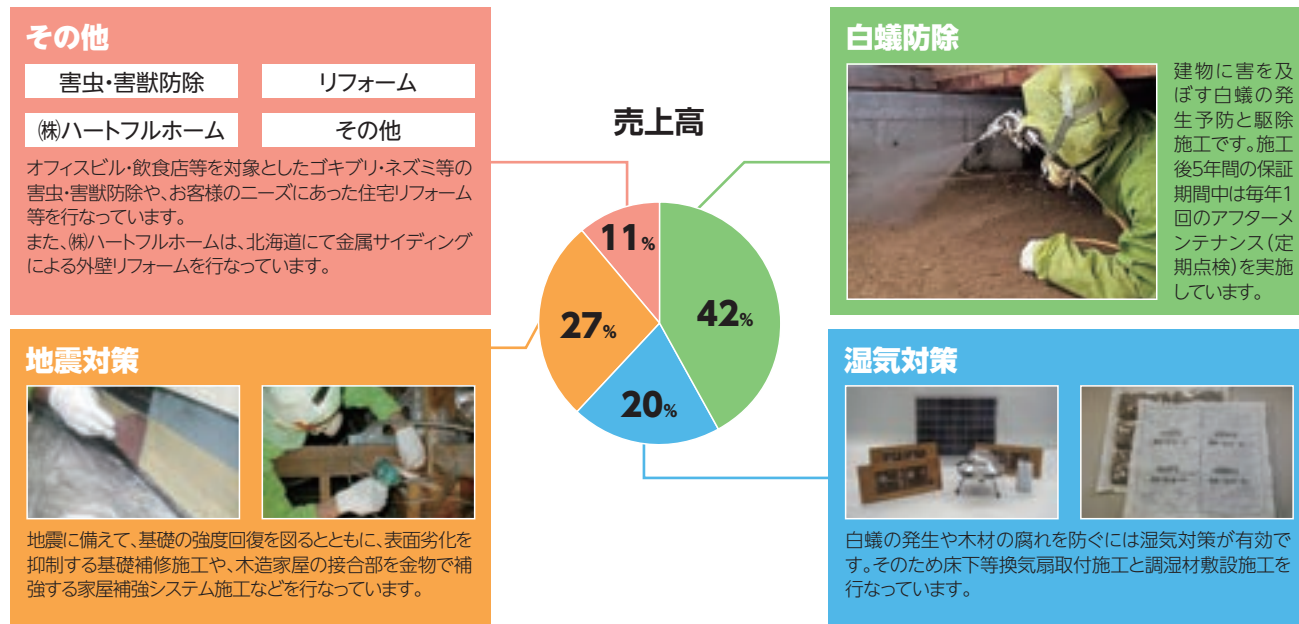 その他
害虫・害獣防除
リフォーム
㈱ハートフルホーム
その他
オフィスビル・飲食店等を対象としたゴキブリ・ネズミ等の
害虫・害獣防除や、お客様のニーズにあった住宅リフォーム
等を行なっています。
また、㈱ハートフルホームは、北海道にて金属サイディング
による外壁リフォームを行なっています。
売上高
11%
27%
42%
20%
白蟻防除
建物に害を及
ぼす白蟻の発
生予防と駆除
施工です。施工
後5年間の保証
期間中は毎年1
回のアフターメ
ンテナンス(定
期点検)を実施
しています。
地震対策
地震に備えて、基礎の強度回復を図るとともに、表面劣化を
抑制する基礎補修施工や、木造家屋の接合部を金物で補
強する家屋補強システム施工などを行なっています。
湿気対策
白蟻の発生や木材の腐れを防ぐには湿気対策が有効で
す。そのため床下等換気扇取付施工と調湿材敷設施工を
行なっています。